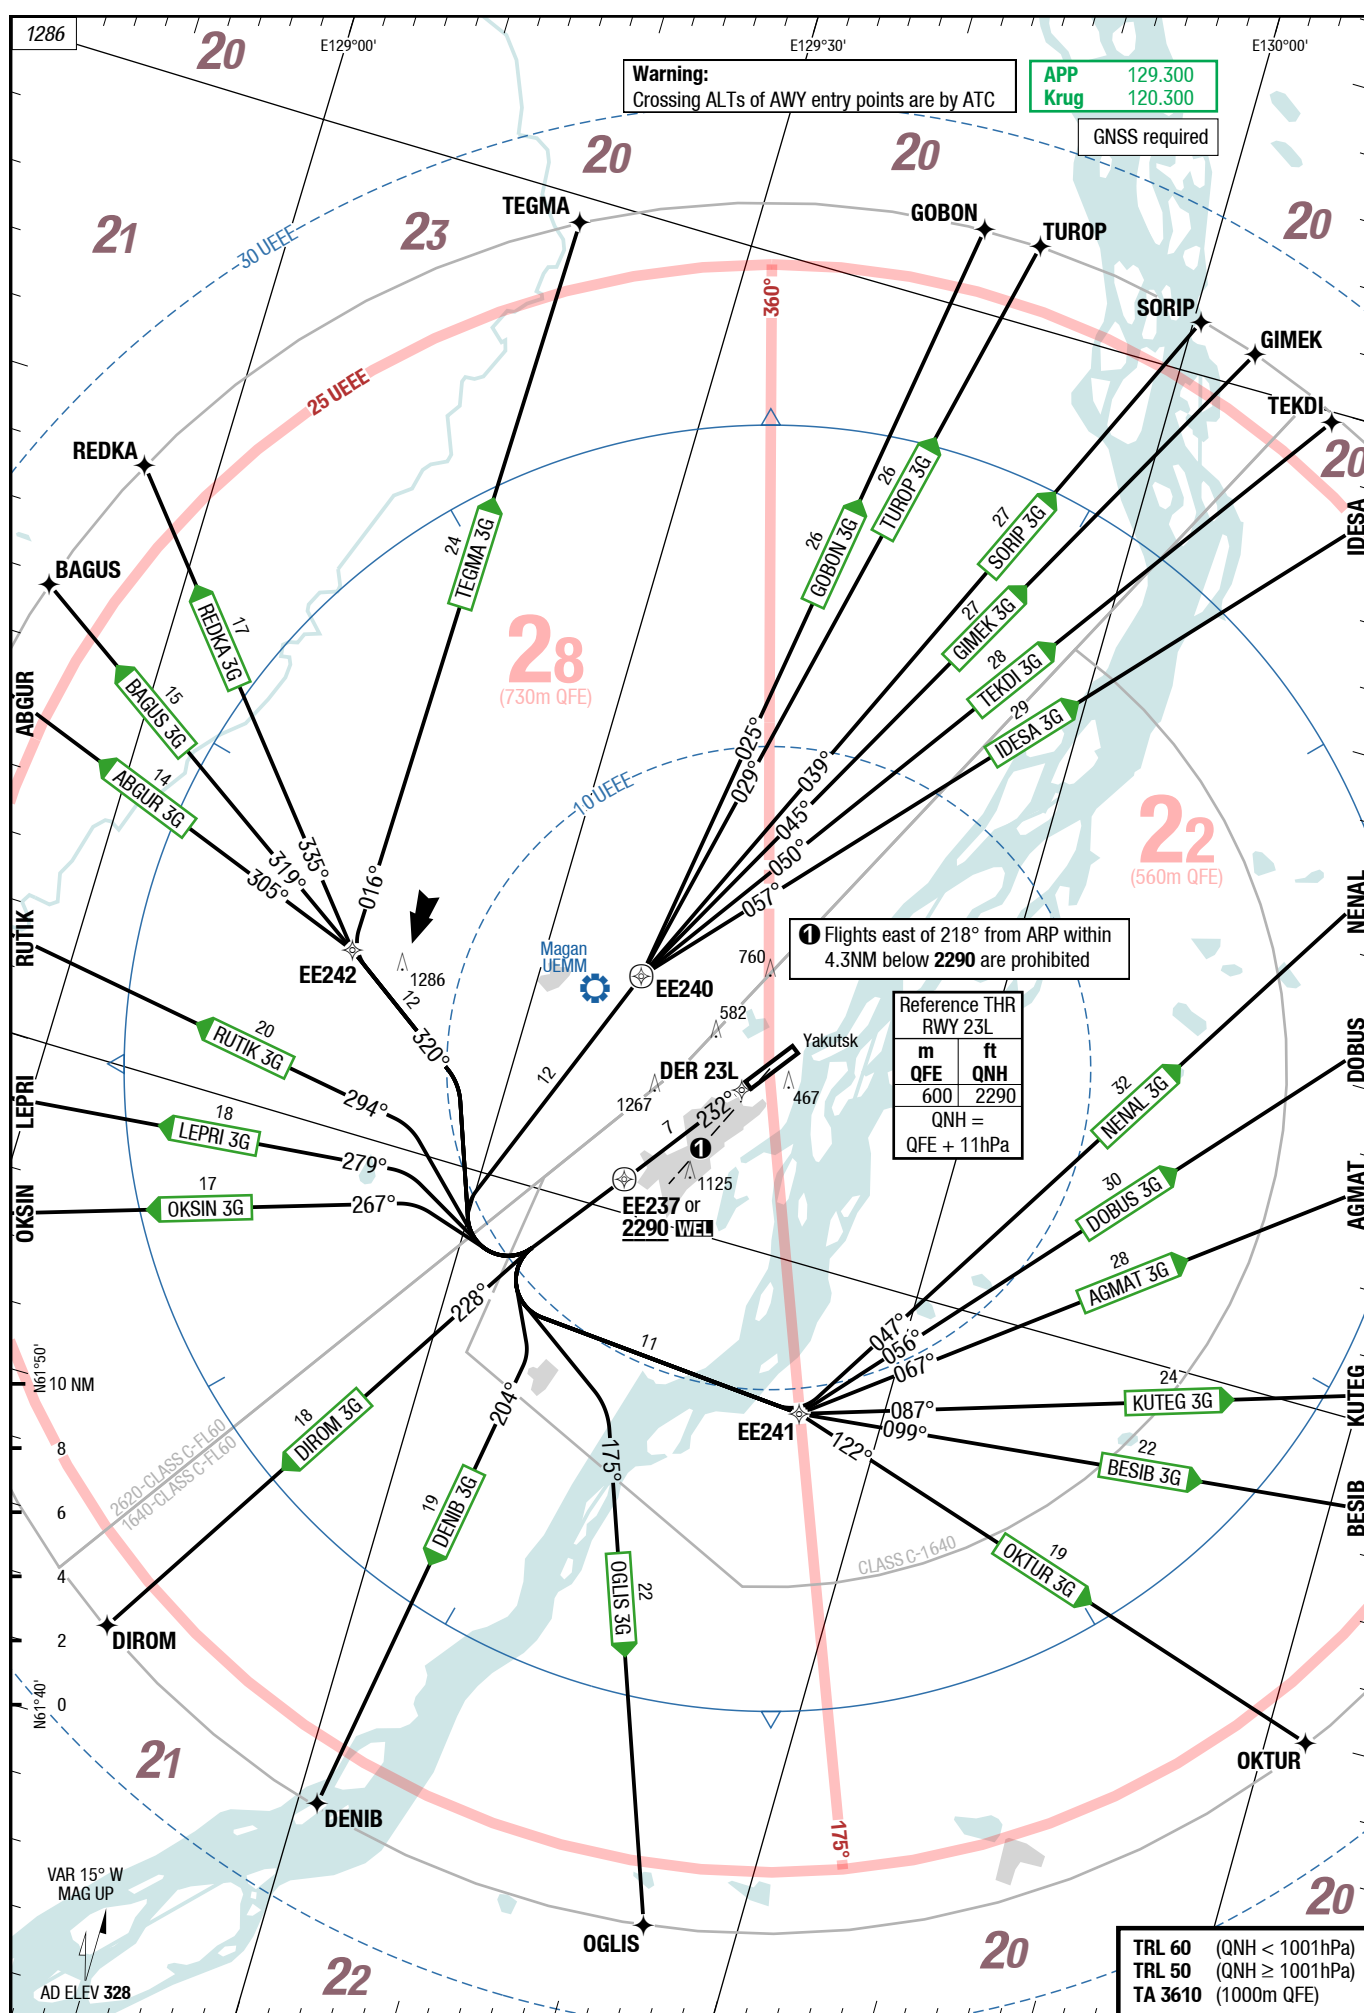 1286
E129°00'
E129°30'
E130°00'
Warning:
Crossing ALTs of AWY entry points are by ATC
APP 129.300
Krug 120.300
GNSS required
20
20
20
20
21
23
20
TEGMA
GOBON
TUROP
SORIP
GIMEK
TEKDI
IDESA
30 UEEE
25 UEEE
360°
REDKA
BAGUS
ABGUR
24
TEGMA 3G
26
GOBON 3G
26
TUROP 3G
27
SORIP 3G
27
GIMEK 3G
28
TEKDI 3G
29
IDESA 3G
17
REDKA 3G
15
BAGUS 3G
14
ABGUR 3G
28
(730m QFE)
22
(560m QFE)
10 UEEE
025°
029°
039°
045°
050°
057°
335°
319°
305°
016°
EE242
1286
12
320°
Magan
UEMM
EE240
760
582
12
❶ Flights east of 218° from ARP within
4.3NM below 2290 are prohibited
Reference THR
RWY 23L
m ft
QFE QNH
600 2290
QNH =
QFE + 11hPa
Yakutsk
DER 23L
1267
467
232°
7
❶
1125
EE237 or
2290 WEL
RUTIK
LEPRI
OKSIN
20
RUTIK 3G
294°
18
LEPRI 3G
279°
17
OKSIN 3G
267°
NENAL
DOBUS
AGMAT
KUTEG
BESIB
32
NENAL 3G
30
DOBUS 3G
28
AGMAT 3G
24
KUTEG 3G
22
BESIB 3G
19
OKTUR 3G
047°
056°
067°
087°
099°
122°
EE241
11
228°
18
DIROM 3G
204°
19
DENIB 3G
175°
22
OGLIS 3G
N61°50'
10 NM
8
6
4
2
0
N61°40'
2620-CLASS C-FL60
1640-CLASS C-FL60
CLASS C-1640
DIROM
DENIB
OGLIS
OKTUR
175°
21
22
20
20
VAR 15° W
MAG UP
AD ELEV 328
TRL 60 (QNH < 1001hPa)
TRL 50 (QNH ≥ 1001hPa)
TA 3610 (1000m QFE)